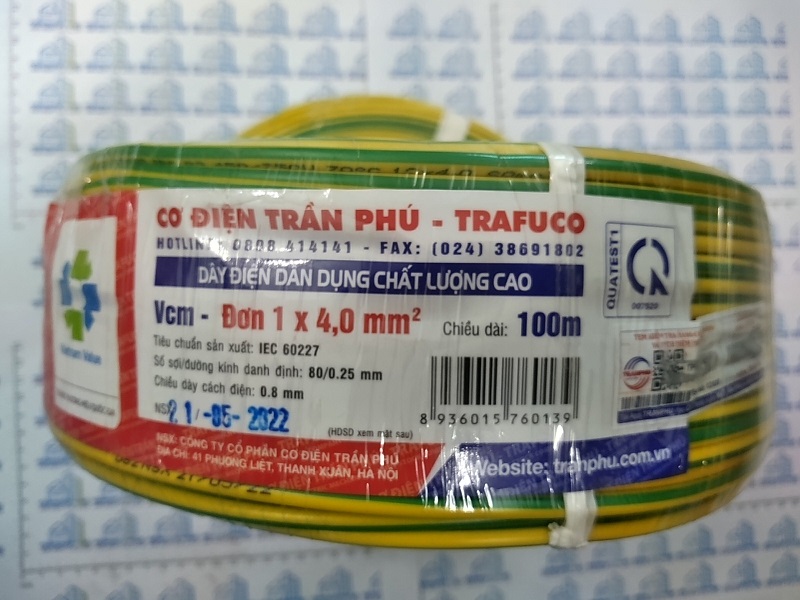 CƠ ĐIỆN TRẦN PHÚ - TRAFUCO
HOTLINE: 0808 414141 - FAX: (024) 38691802
DÂY ĐIỆN DÂN DỤNG CHẤT LƯỢNG CAO
Vcm - Đơn 1 x 4,0 mm²
Chiều dài: 100m
Tiêu chuẩn sản xuất: IEC 60227
Số sợi/đường kính danh định: 80/0.25 mm
Chiều dày cách điện: 0.8 mm
NSX: 21/-05-2022
(HDSD xem mặt sau)
8 936015 760139
NSX: CÔNG TY CỔ PHẦN CƠ ĐIỆN TRẦN PHÚ
ĐỊA CHỈ: 41 PHƯƠNG LIỆT, THANH XUÂN, HÀ NỘI
Website: tranphu.com.vn
QUATEST1
Vietnam Value